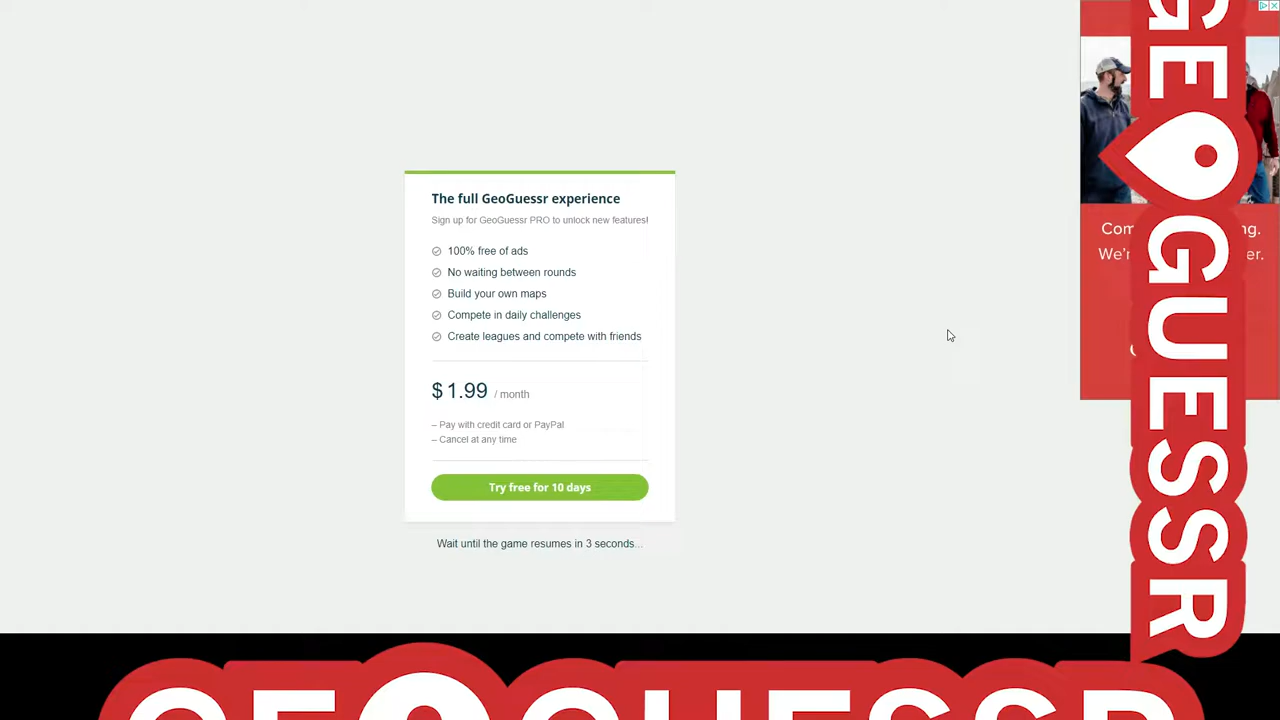 The full GeoGuessr experience
Sign up for GeoGuessr PRO to unlock new features!
100% free of ads
No waiting between rounds
Build your own maps
Compete in daily challenges
Create leagues and compete with friends
$ 1.99 / month
– Pay with credit card or PayPal
– Cancel at any time
Try free for 10 days
Wait until the game resumes in 3 seconds...
GEOGUESSR
GEOGUESSR